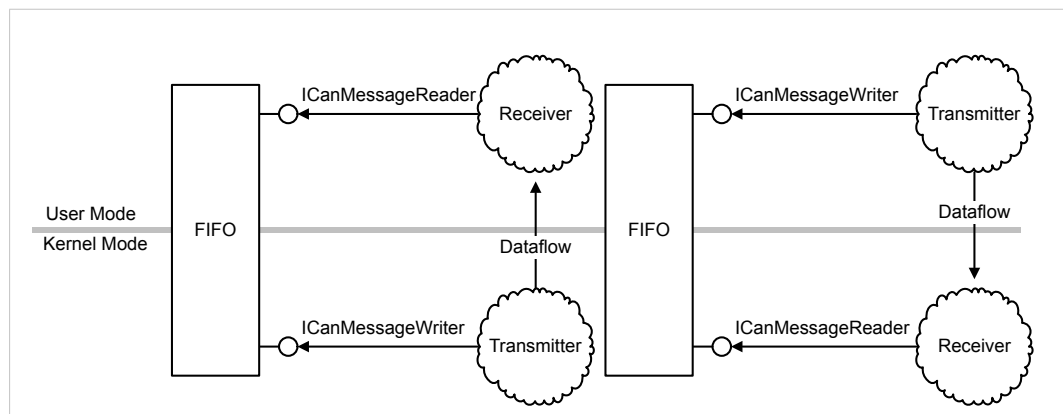 ICanMessageReader
Receiver
ICanMessageWriter
Transmitter
User Mode
FIFO
FIFO
Dataflow
Kernel Mode
Dataflow
ICanMessageWriter
Transmitter
ICanMessageReader
Receiver